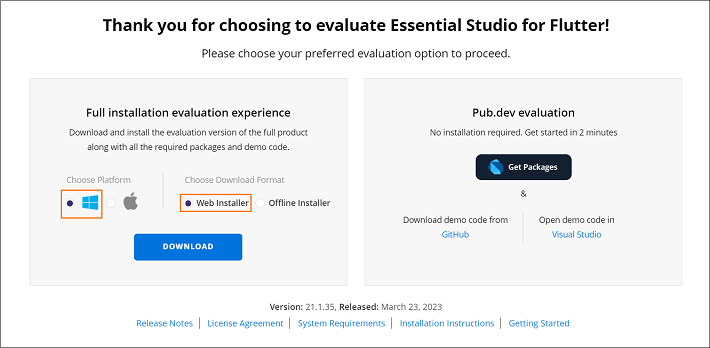 Thank you for choosing to evaluate Essential Studio for Flutter!
Please choose your preferred evaluation option to proceed.
Full installation evaluation experience
Download and install the evaluation version of the full product
along with all the required packages and demo code.
Choose Platform
Choose Download Format
Web Installer
Offline Installer
DOWNLOAD
Pub.dev evaluation
No installation required. Get started in 2 minutes
Get Packages
&
Download demo code from
GitHub
Open demo code in
Visual Studio
Version: 21.1.35, Released: March 23, 2023
Release Notes | License Agreement | System Requirements | Installation Instructions | Getting Started